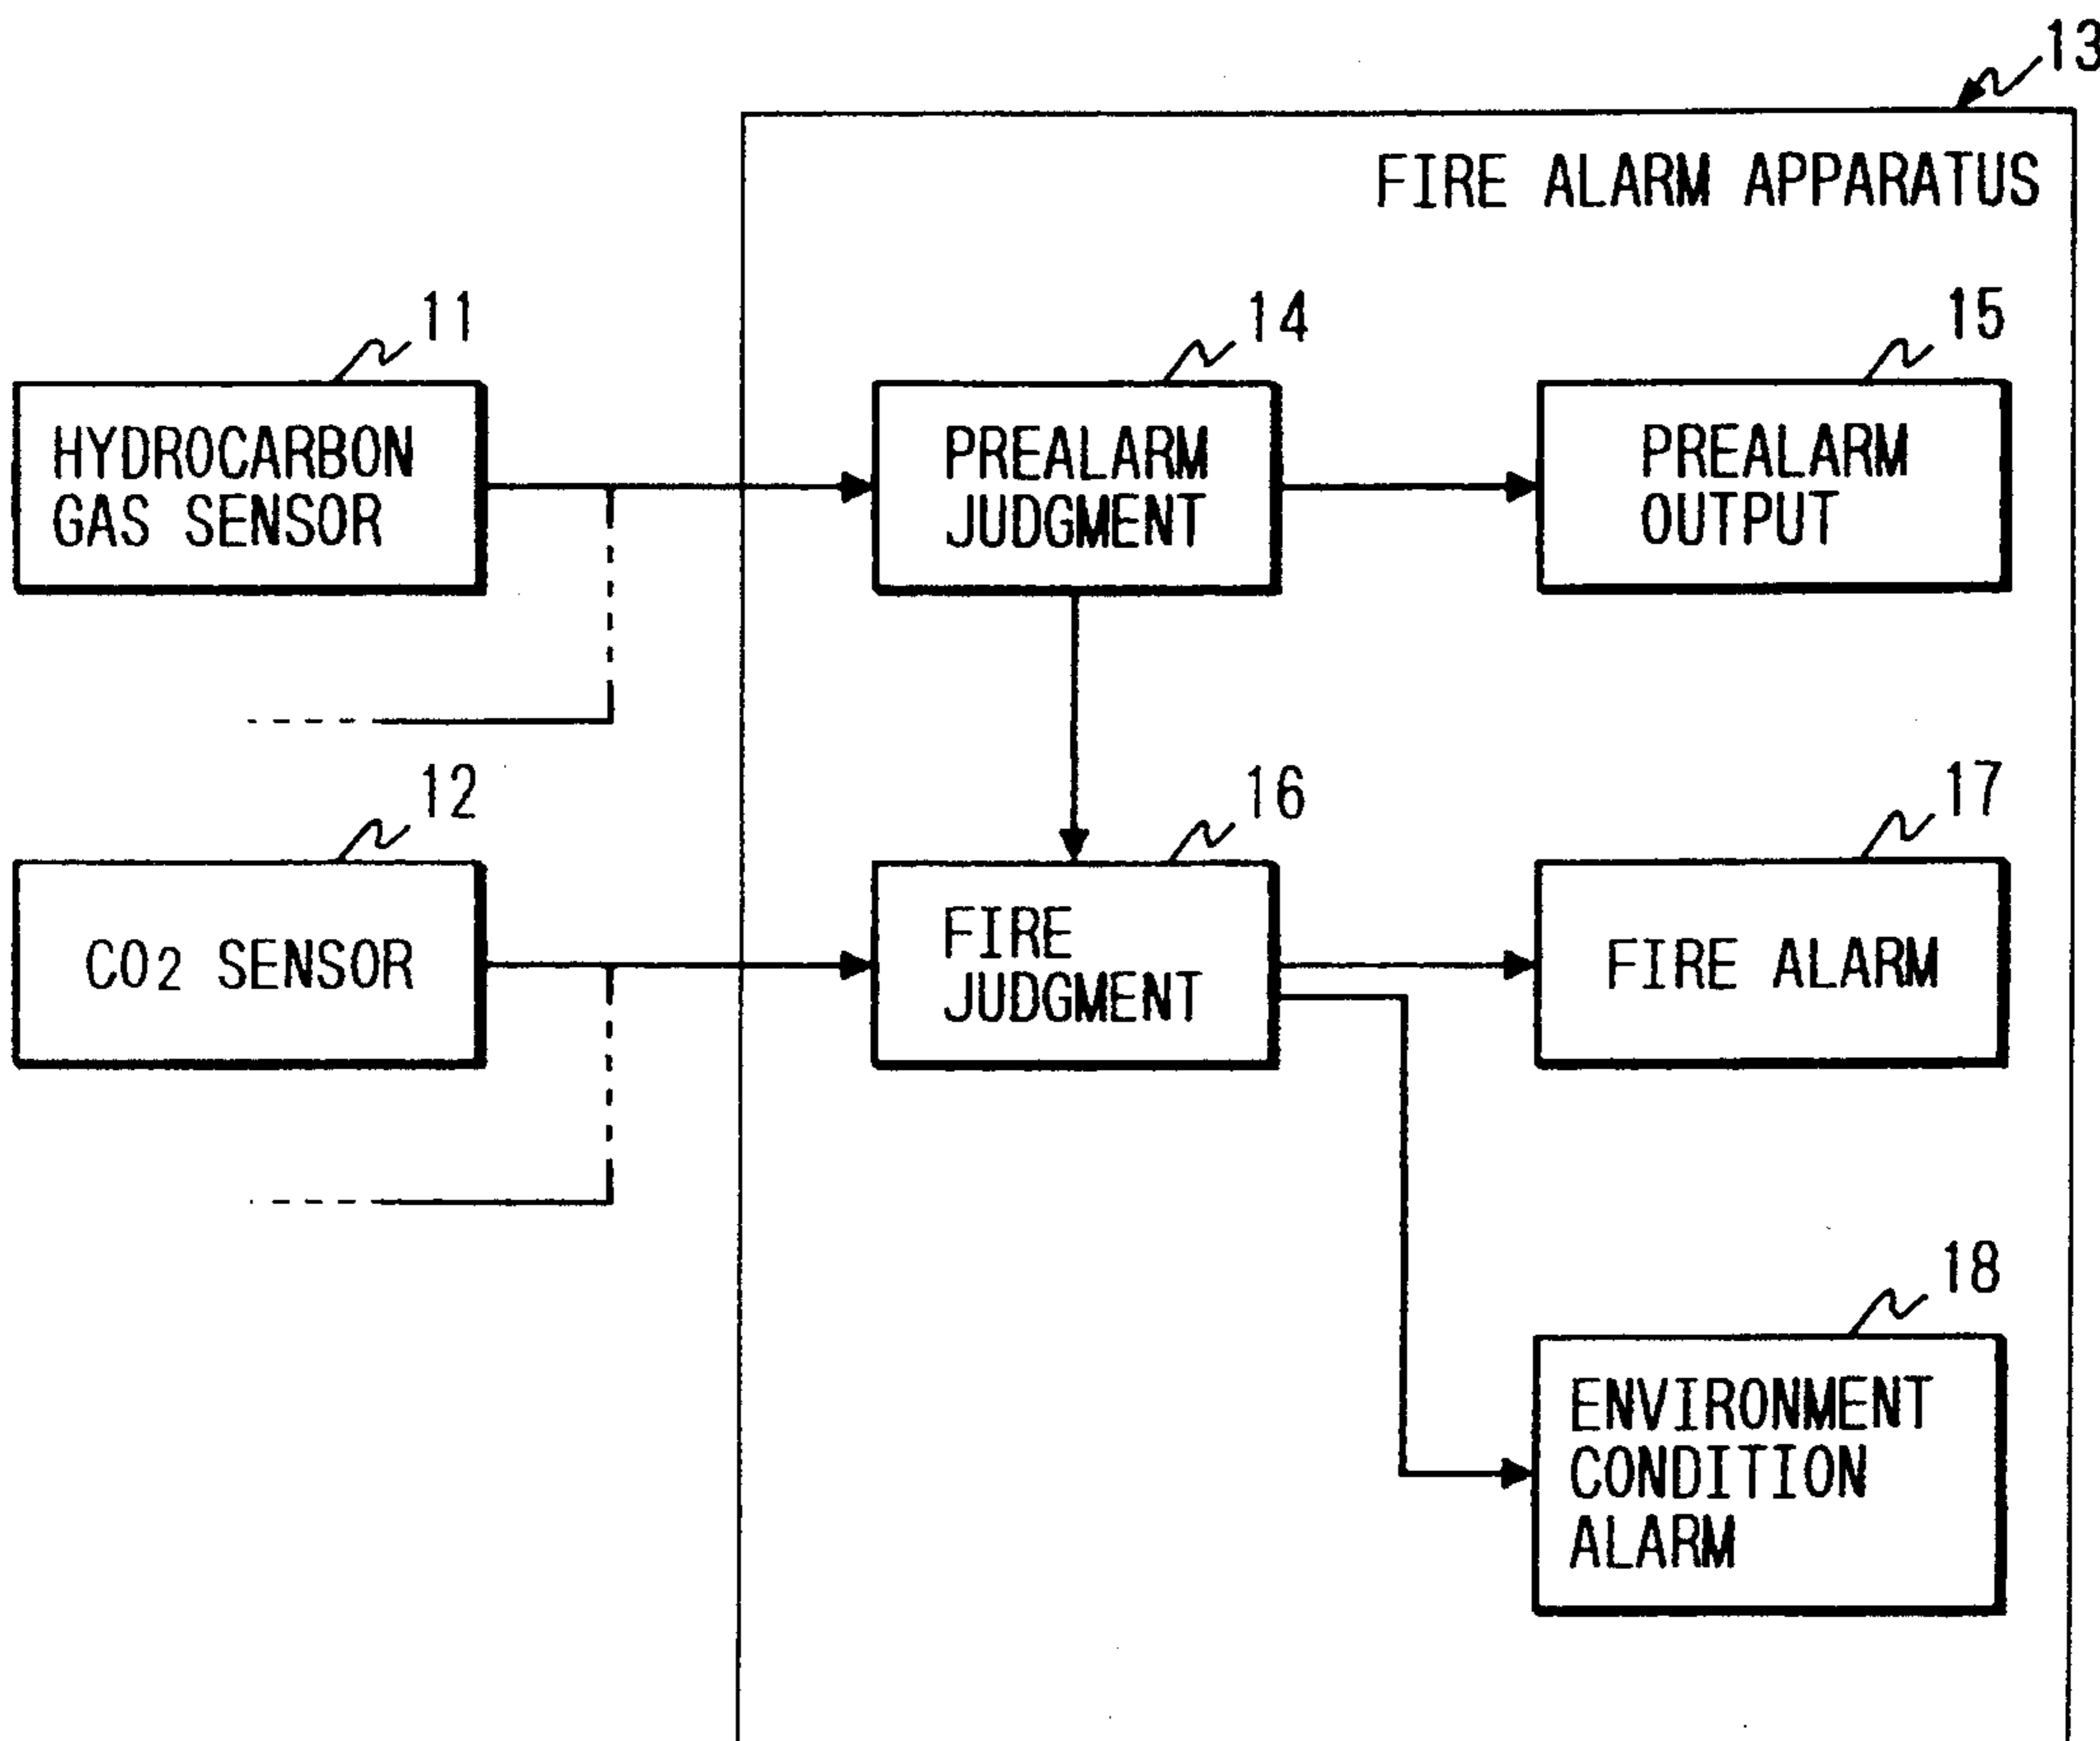 13
FIRE ALARM APPARATUS
11
14
15
HYDROCARBON
GAS SENSOR
PREALARM
JUDGMENT
PREALARM
OUTPUT
12
16
17
CO2 SENSOR
FIRE
JUDGMENT
FIRE ALARM
18
ENVIRONMENT
CONDITION
ALARM